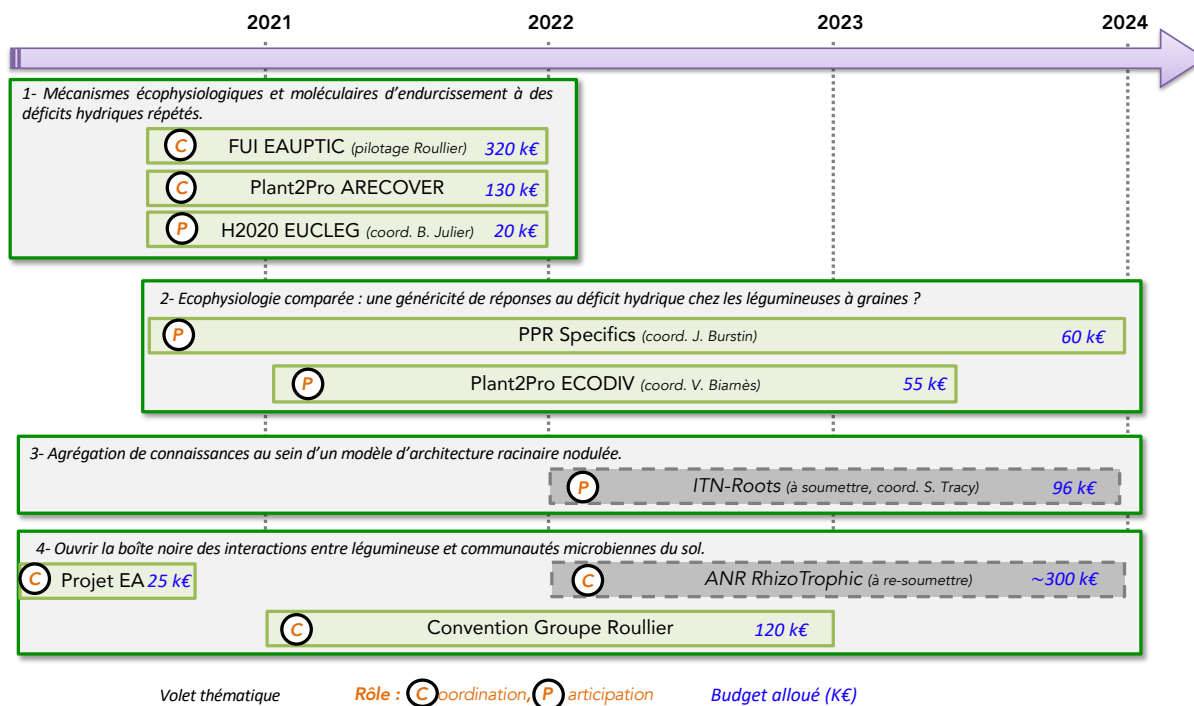 2021 2022 2023 2024
1- Mécanismes écophysiologiques et moléculaires d'endurcissement à des
déficits hydriques répétés.
C FUI EAUPTIC (pilotage Roullier) 320 k€
C Plant2Pro ARECOVER 130 k€
P H2020 EUCLEG (coord. B. Julier) 20 k€
2- Ecophysiologie comparée : une généricité de réponses au déficit hydrique chez les légumineuses à graines ?
P PPR Specifics (coord. J. Burstin) 60 k€
P Plant2Pro ECODIV (coord. V. Biarnès) 55 k€
3- Agrégation de connaissances au sein d'un modèle d'architecture racinaire nodulée.
P ITN-Roots (à soumettre, coord. S. Tracy) 96 k€
4- Ouvrir la boîte noire des interactions entre légumineuse et communautés microbiennes du sol.
C Projet EA 25 k€ C ANR RhizoTrophic (à re-soumettre) ~300 k€
C Convention Groupe Roullier 120 k€
Volet thématique Rôle : Coordination, Participation Budget alloué (K€)